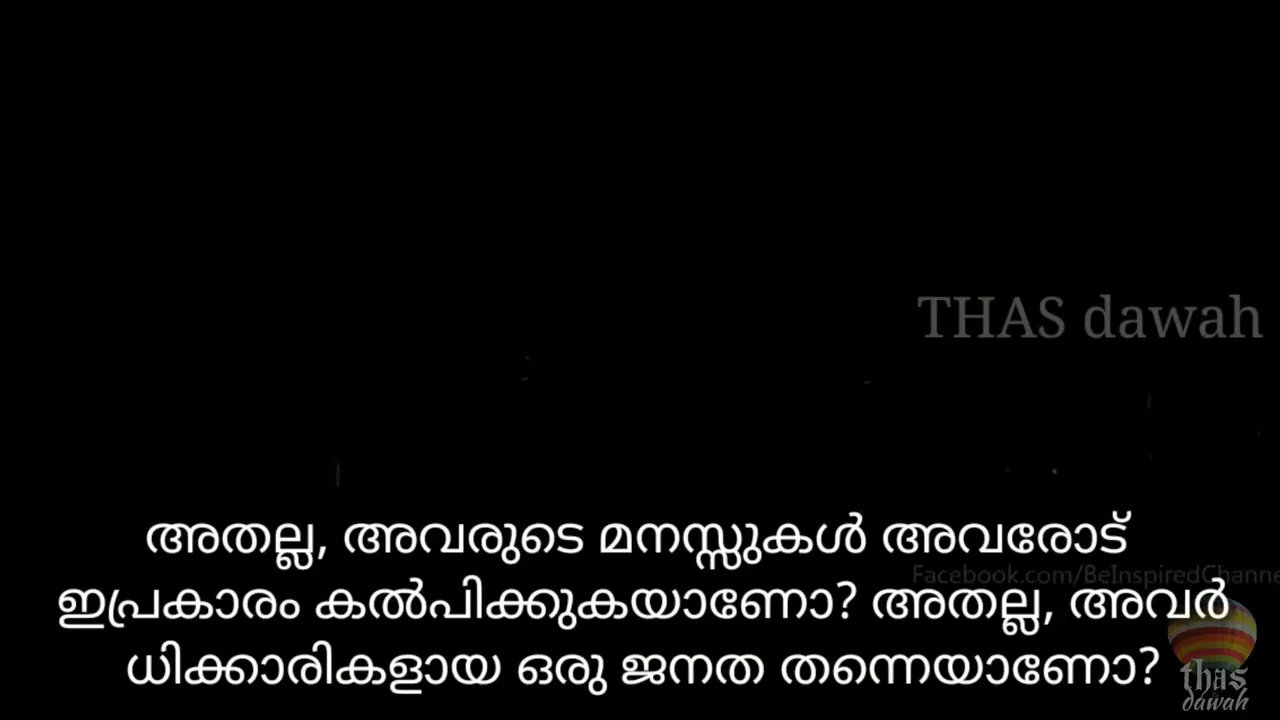 THAS dawah
അതല്ല, അവരുടെ മനസ്സുകൾ അവരോട്
Facebook.com/BeInspiredChanne
ഇപ്രകാരം കൽപിക്കുകയാണോ? അതല്ല, അവർ
ധിക്കാരികളായ ഒരു ജനത തന്നെയാണോ?
thas
dawah